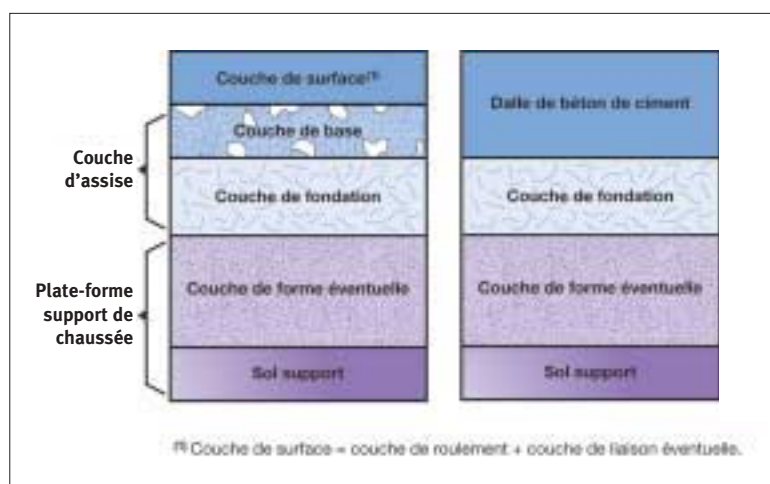 Couche de surface(1)
Couche de base
Couche de fondation
Couche de forme éventuelle
Sol support
Couche
d'assise
Plate-forme
support de
chaussée
Dalle de béton de ciment
Couche de fondation
Couche de forme éventuelle
Sol support
(1) Couche de surface = couche de roulement + couche de liaison éventuelle.